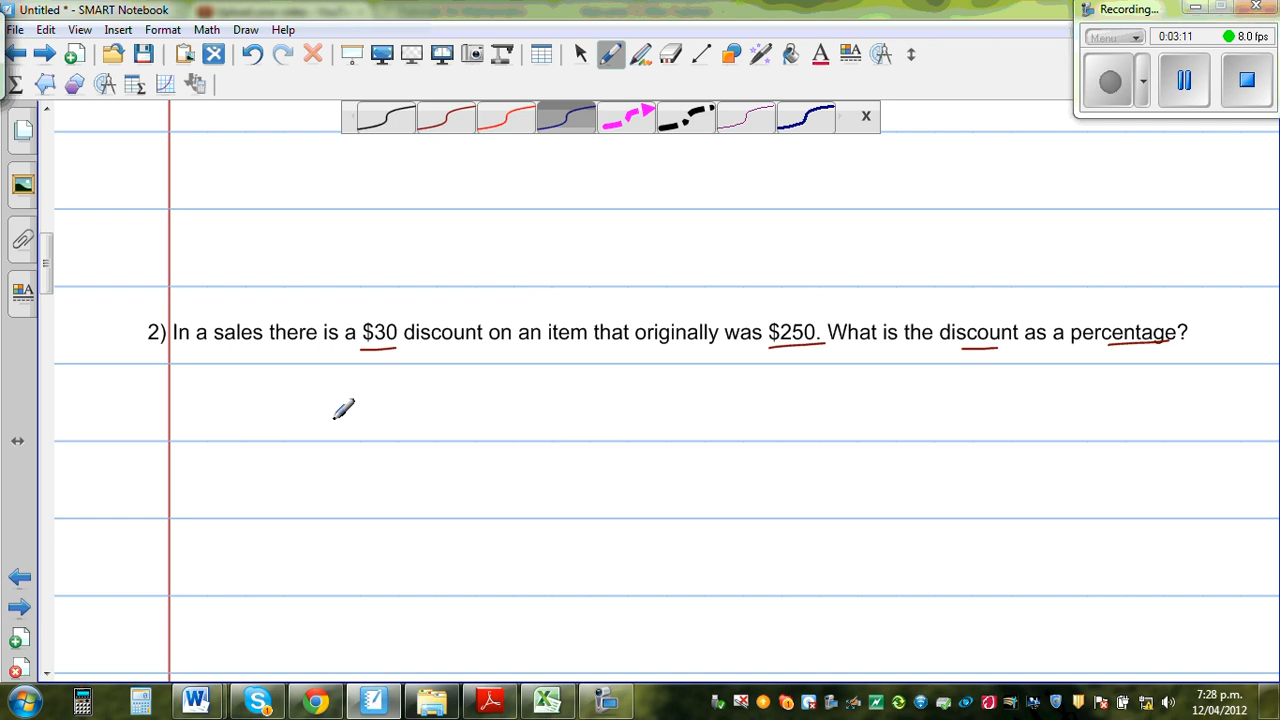 Untitled * - SMART Notebook
Recording...
File Edit View Insert Format Math Draw Help
Menu
0:03:11
8.0 fps
x
2) In a sales there is a $30 discount on an item that originally was $250. What is the discount as a percentage?
7:28 p.m.
12/04/2012